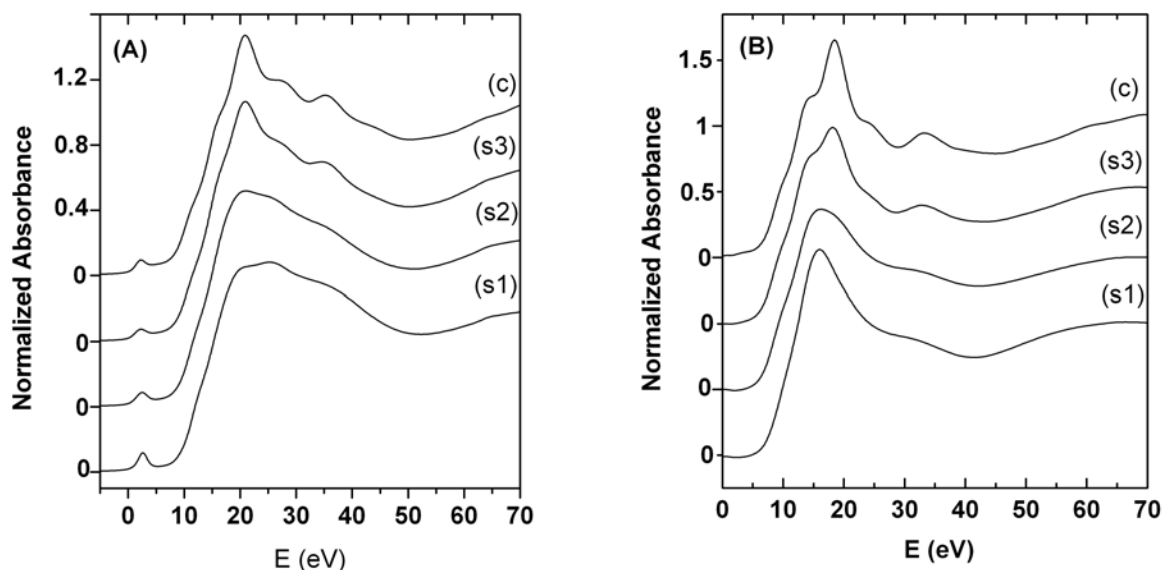 (A)
(c)
(s3)
(s2)
(s1)
1.2
0.8
0.4
0
0
0
0
Normalized Absorbance
0 10 20 30 40 50 60 70
E (eV)
(B)
(c)
(s3)
(s2)
(s1)
1.5
1
0.5
0
0
0
0
Normalized Absorbance
0 10 20 30 40 50 60 70
E (eV)